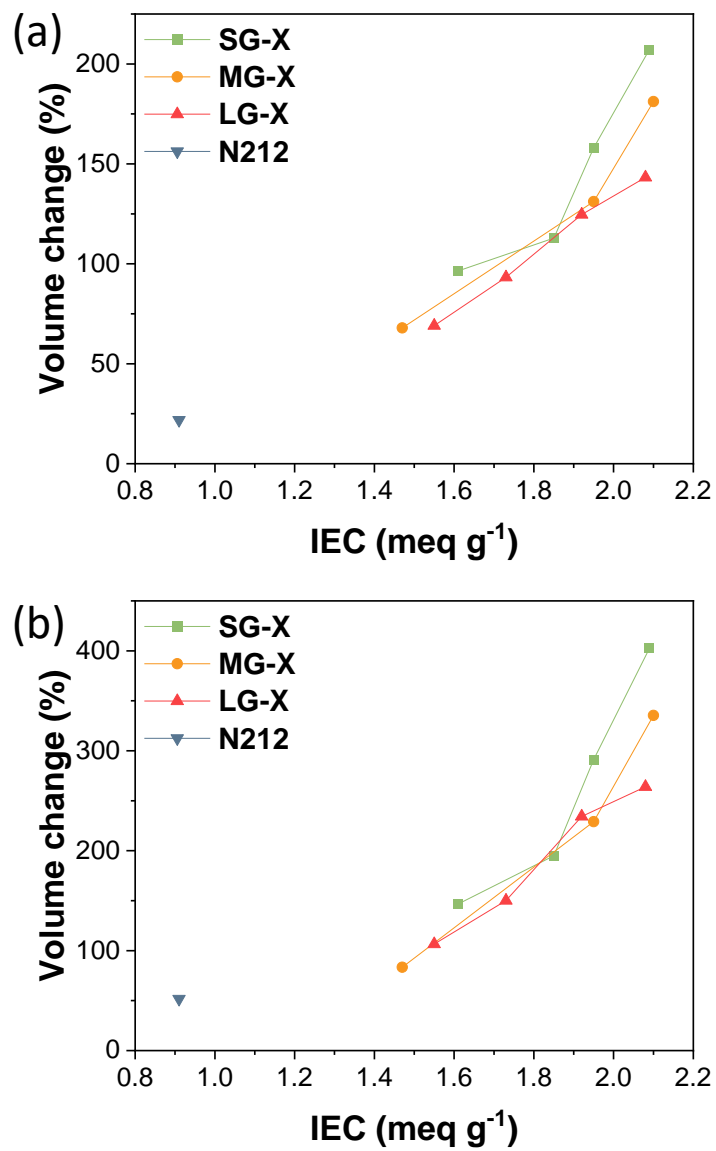 (a)
SG-X
MG-X
LG-X
N212
Volume change (%)
200
150
100
50
0
0.8 1.0 1.2 1.4 1.6 1.8 2.0 2.2
IEC (meq g⁻¹)
(b)
SG-X
MG-X
LG-X
N212
Volume change (%)
400
300
200
100
0
0.8 1.0 1.2 1.4 1.6 1.8 2.0 2.2
IEC (meq g⁻¹)